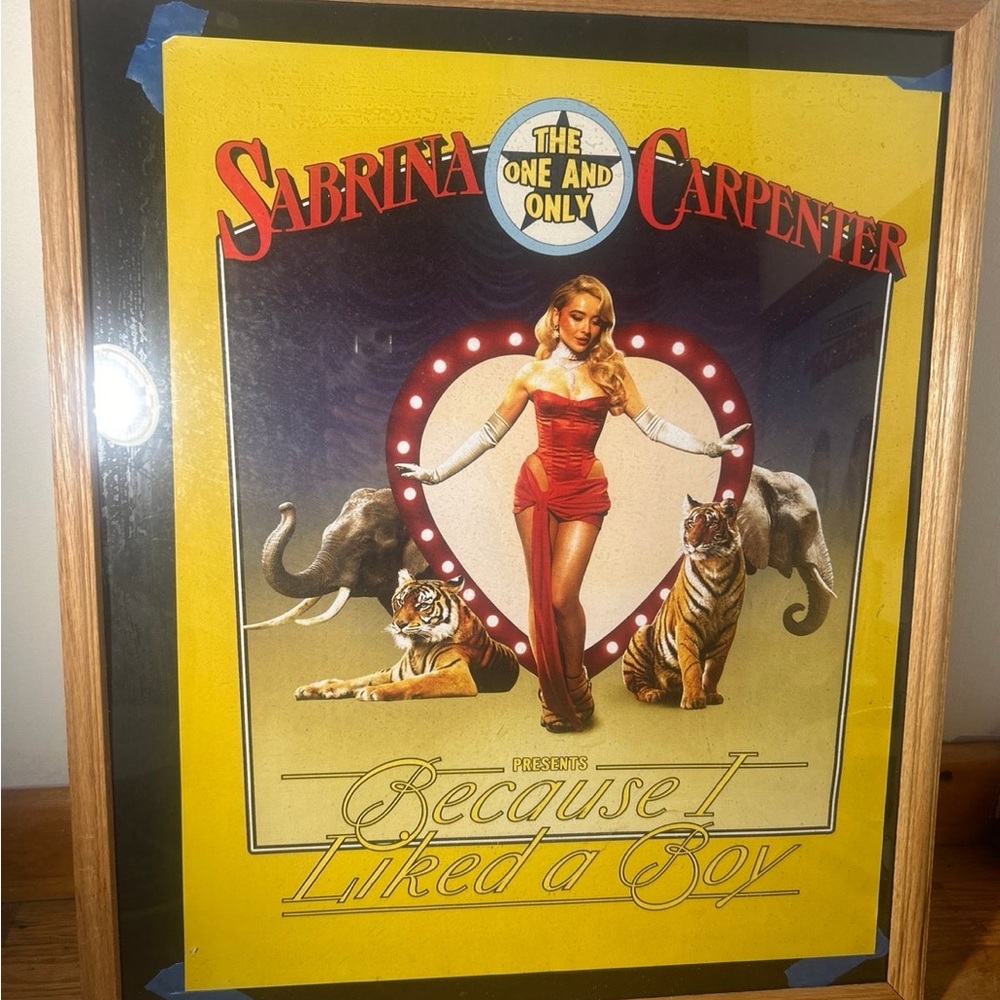 SABRINA
THE
ONE AND
ONLY
CARPENTER
PRESENTS
Because I
Liked a Boy